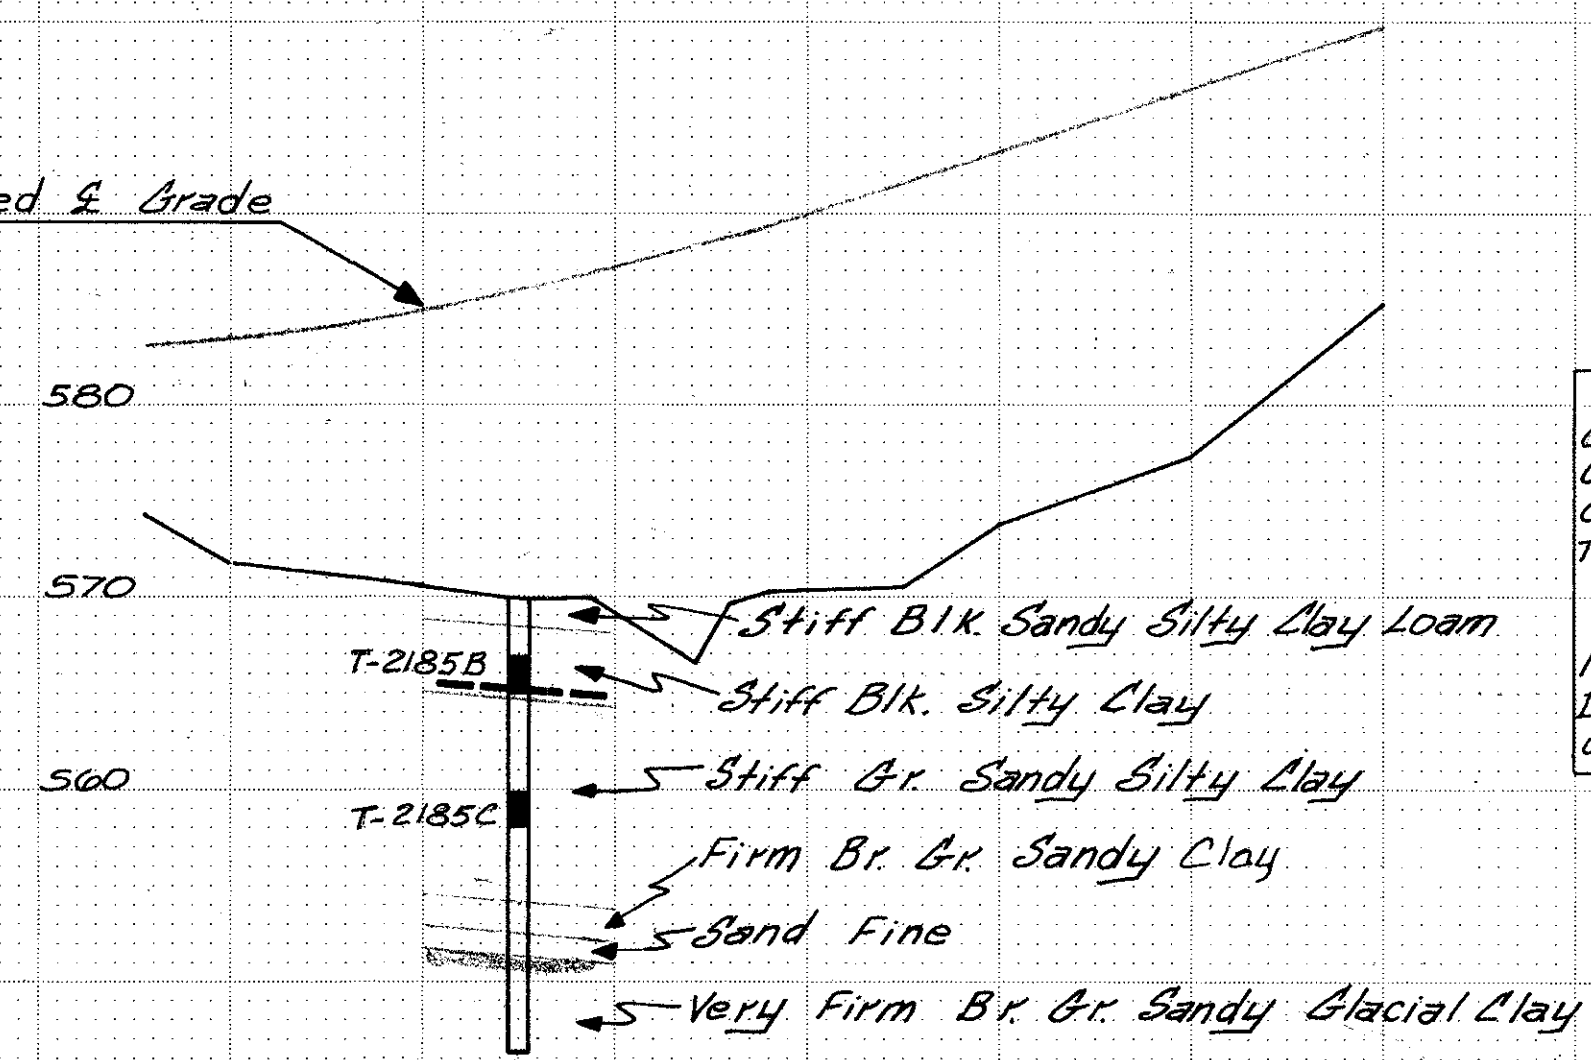 ed ℄ Grade
580
570
Stiff Blk. Sandy Silty Clay Loam
T-2185B
Stiff Blk. Silty Clay
560
Stiff Gr. Sandy Silty Clay
T-2185C
Firm Br. Gr. Sandy Clay
Sand Fine
Very Firm Br. Gr. Sandy Glacial Clay